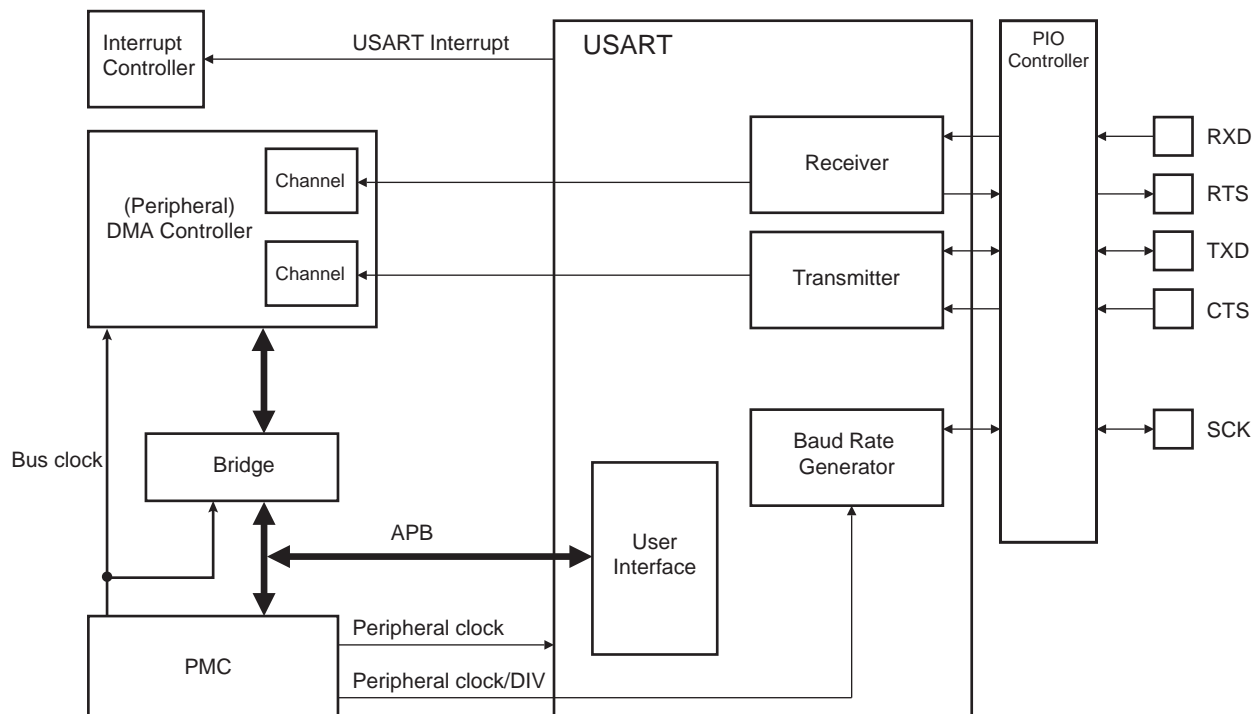 Interrupt
Controller
USART Interrupt
USART
PIO
Controller
RXD
RTS
TXD
CTS
SCK
(Peripheral)
DMA Controller
Channel
Channel
Receiver
Transmitter
Baud Rate
Generator
Bus clock
Bridge
APB
User
Interface
PMC
Peripheral clock
Peripheral clock/DIV